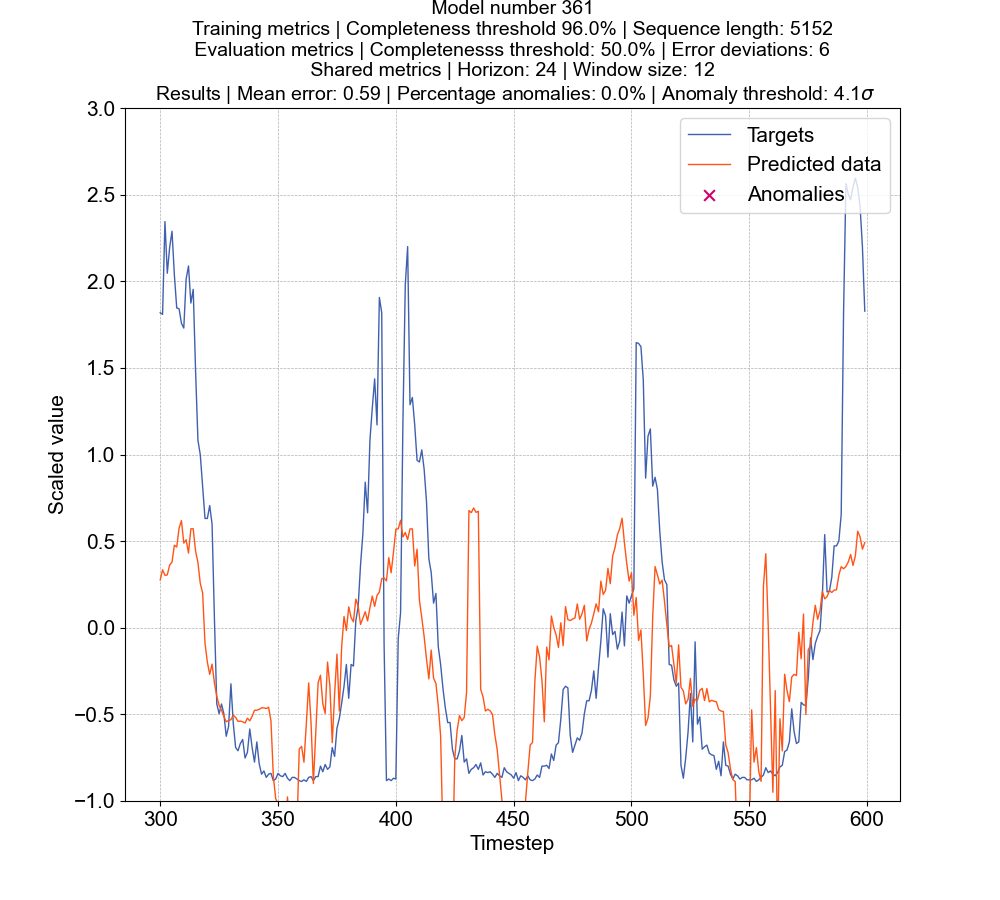 Model number 361
Training metrics | Completeness threshold 96.0% | Sequence length: 5152
Evaluation metrics | Completenesss threshold: 50.0% | Error deviations: 6
Shared metrics | Horizon: 24 | Window size: 12
Results | Mean error: 0.59 | Percentage anomalies: 0.0% | Anomaly threshold: 4.1σ
Targets
Predicted data
Anomalies
3.0
2.5
2.0
1.5
1.0
0.5
0.0
−0.5
−1.0
Scaled value
300 350 400 450 500 550 600
Timestep